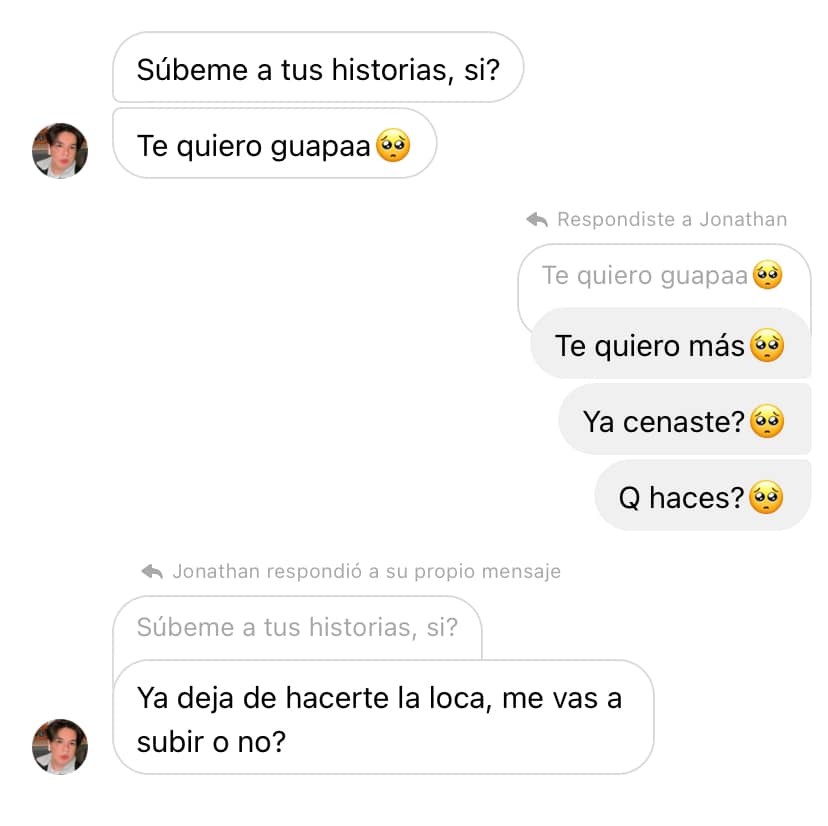 Súbeme a tus historias, si?
Te quiero guapaa🥺
Respondiste a Jonathan
Te quiero guapaa🥺
Te quiero más🥺
Ya cenaste?🥺
Q haces?🥺
Jonathan respondió a su propio mensaje
Súbeme a tus historias, si?
Ya deja de hacerte la loca, me vas a
subir o no?